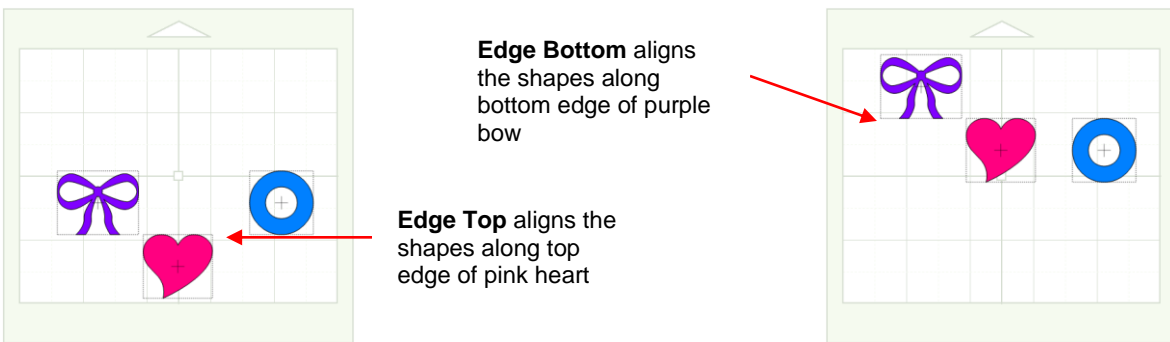 Edge Bottom aligns
the shapes along
bottom edge of purple
bow
Edge Top aligns the
shapes along top
edge of pink heart